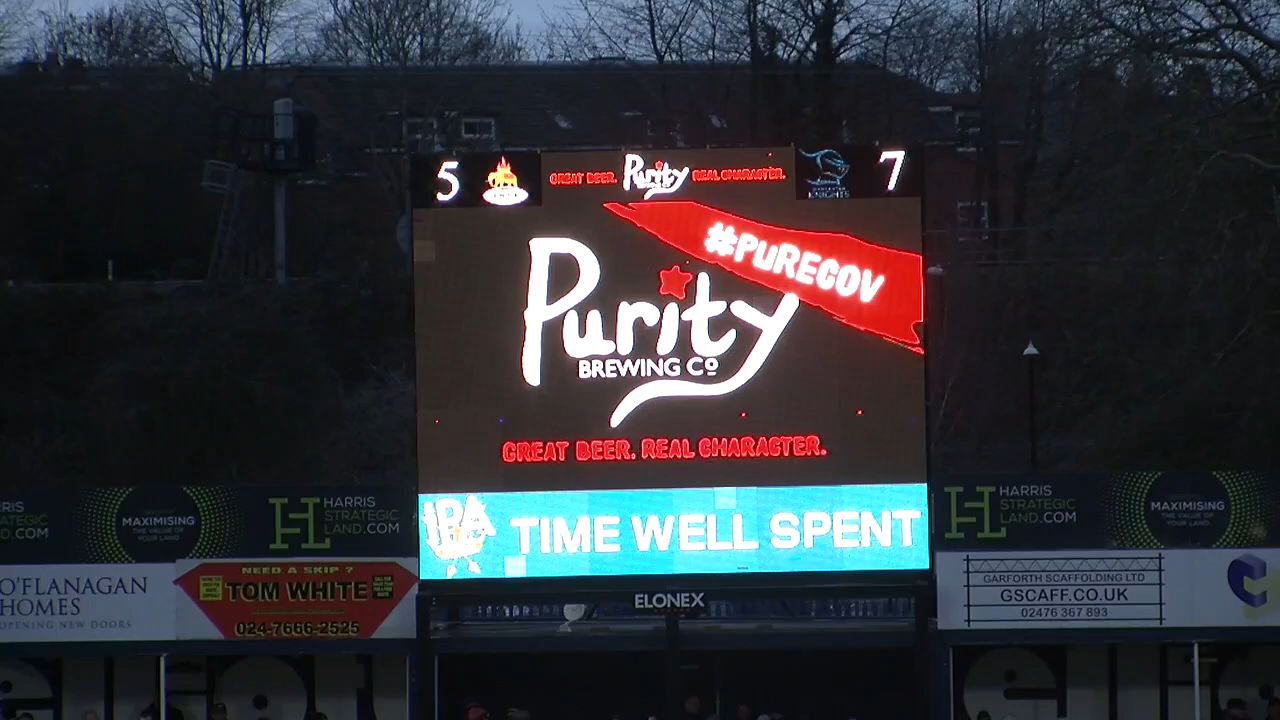 5
GREAT BEER. Purity REAL CHARACTER.
KNIGHTS
7
#PURECOV
Purity
BREWING Cº
GREAT BEER. REAL CHARACTER.
IPA
TIME WELL SPENT
ELONEX
MAXIMISING
THE VALUE OF
YOUR LAND
HARRIS
STRATEGIC
LAND.COM
HARRIS
STRATEGIC
LAND.COM
MAXIMISING
THE VALUE OF
YOUR LAND
O'FLANAGAN
HOMES
OPENING NEW DOORS
NEED A SKIP ?
TOM WHITE
024-7666-2525
GARFORTH SCAFFOLDING LTD
GSCAFF.CO.UK
02476 367 893